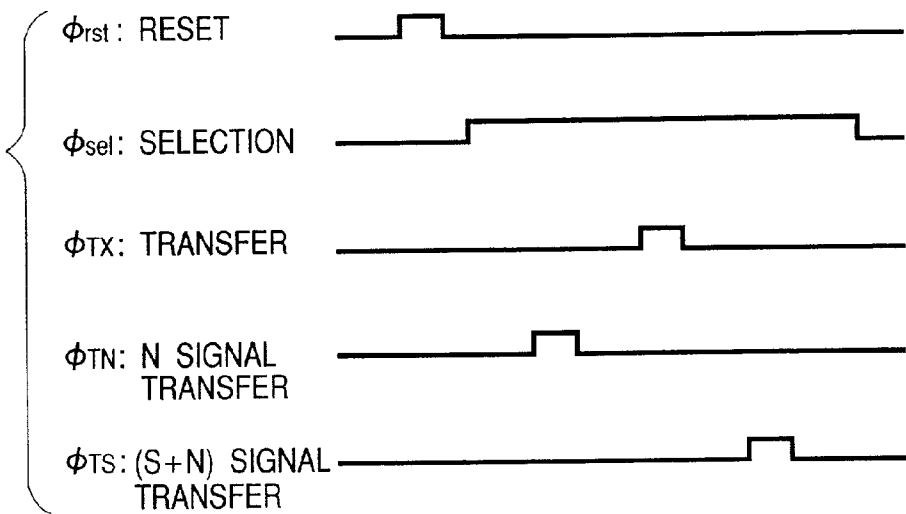 ϕrst: RESET
ϕsel: SELECTION
ϕTX: TRANSFER
ϕTN: N SIGNAL
TRANSFER
ϕTS: (S+N) SIGNAL
TRANSFER